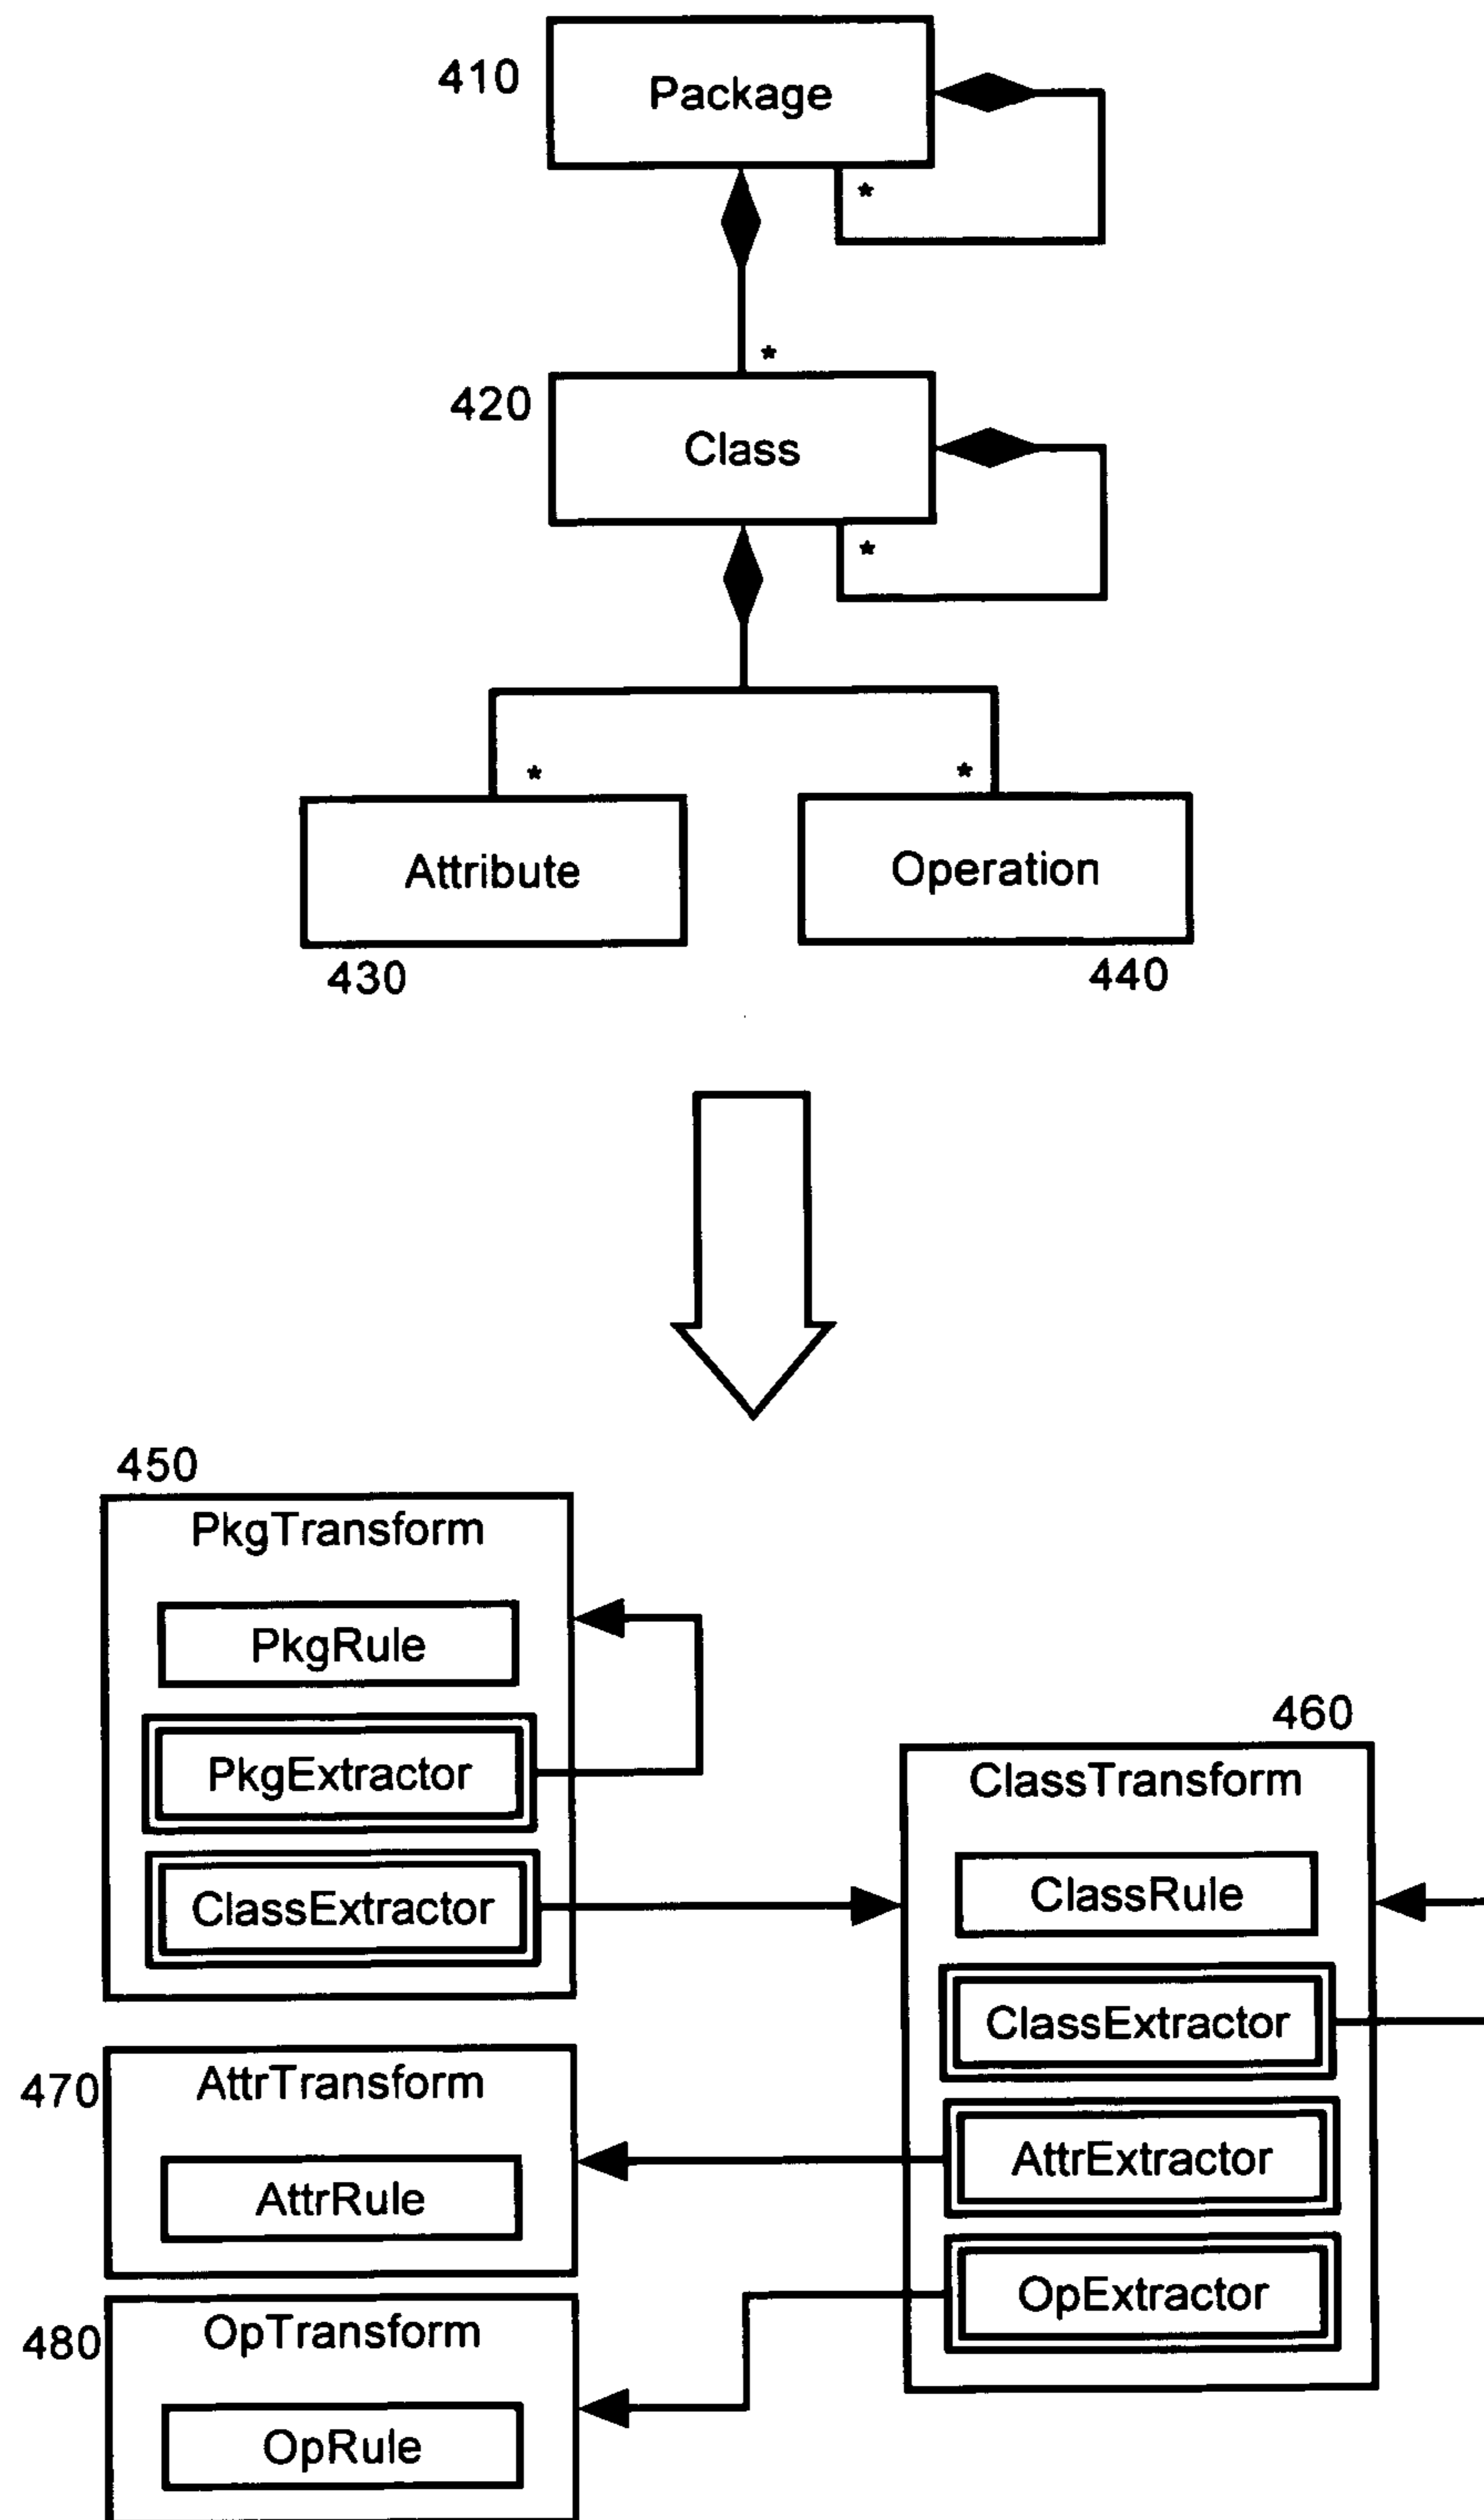 410
Package
*
*
420
Class
*
*
*
Attribute
Operation
430
440
450
PkgTransform
PkgRule
PkgExtractor
ClassExtractor
460
ClassTransform
ClassRule
ClassExtractor
AttrExtractor
OpExtractor
470
AttrTransform
AttrRule
480
OpTransform
OpRule